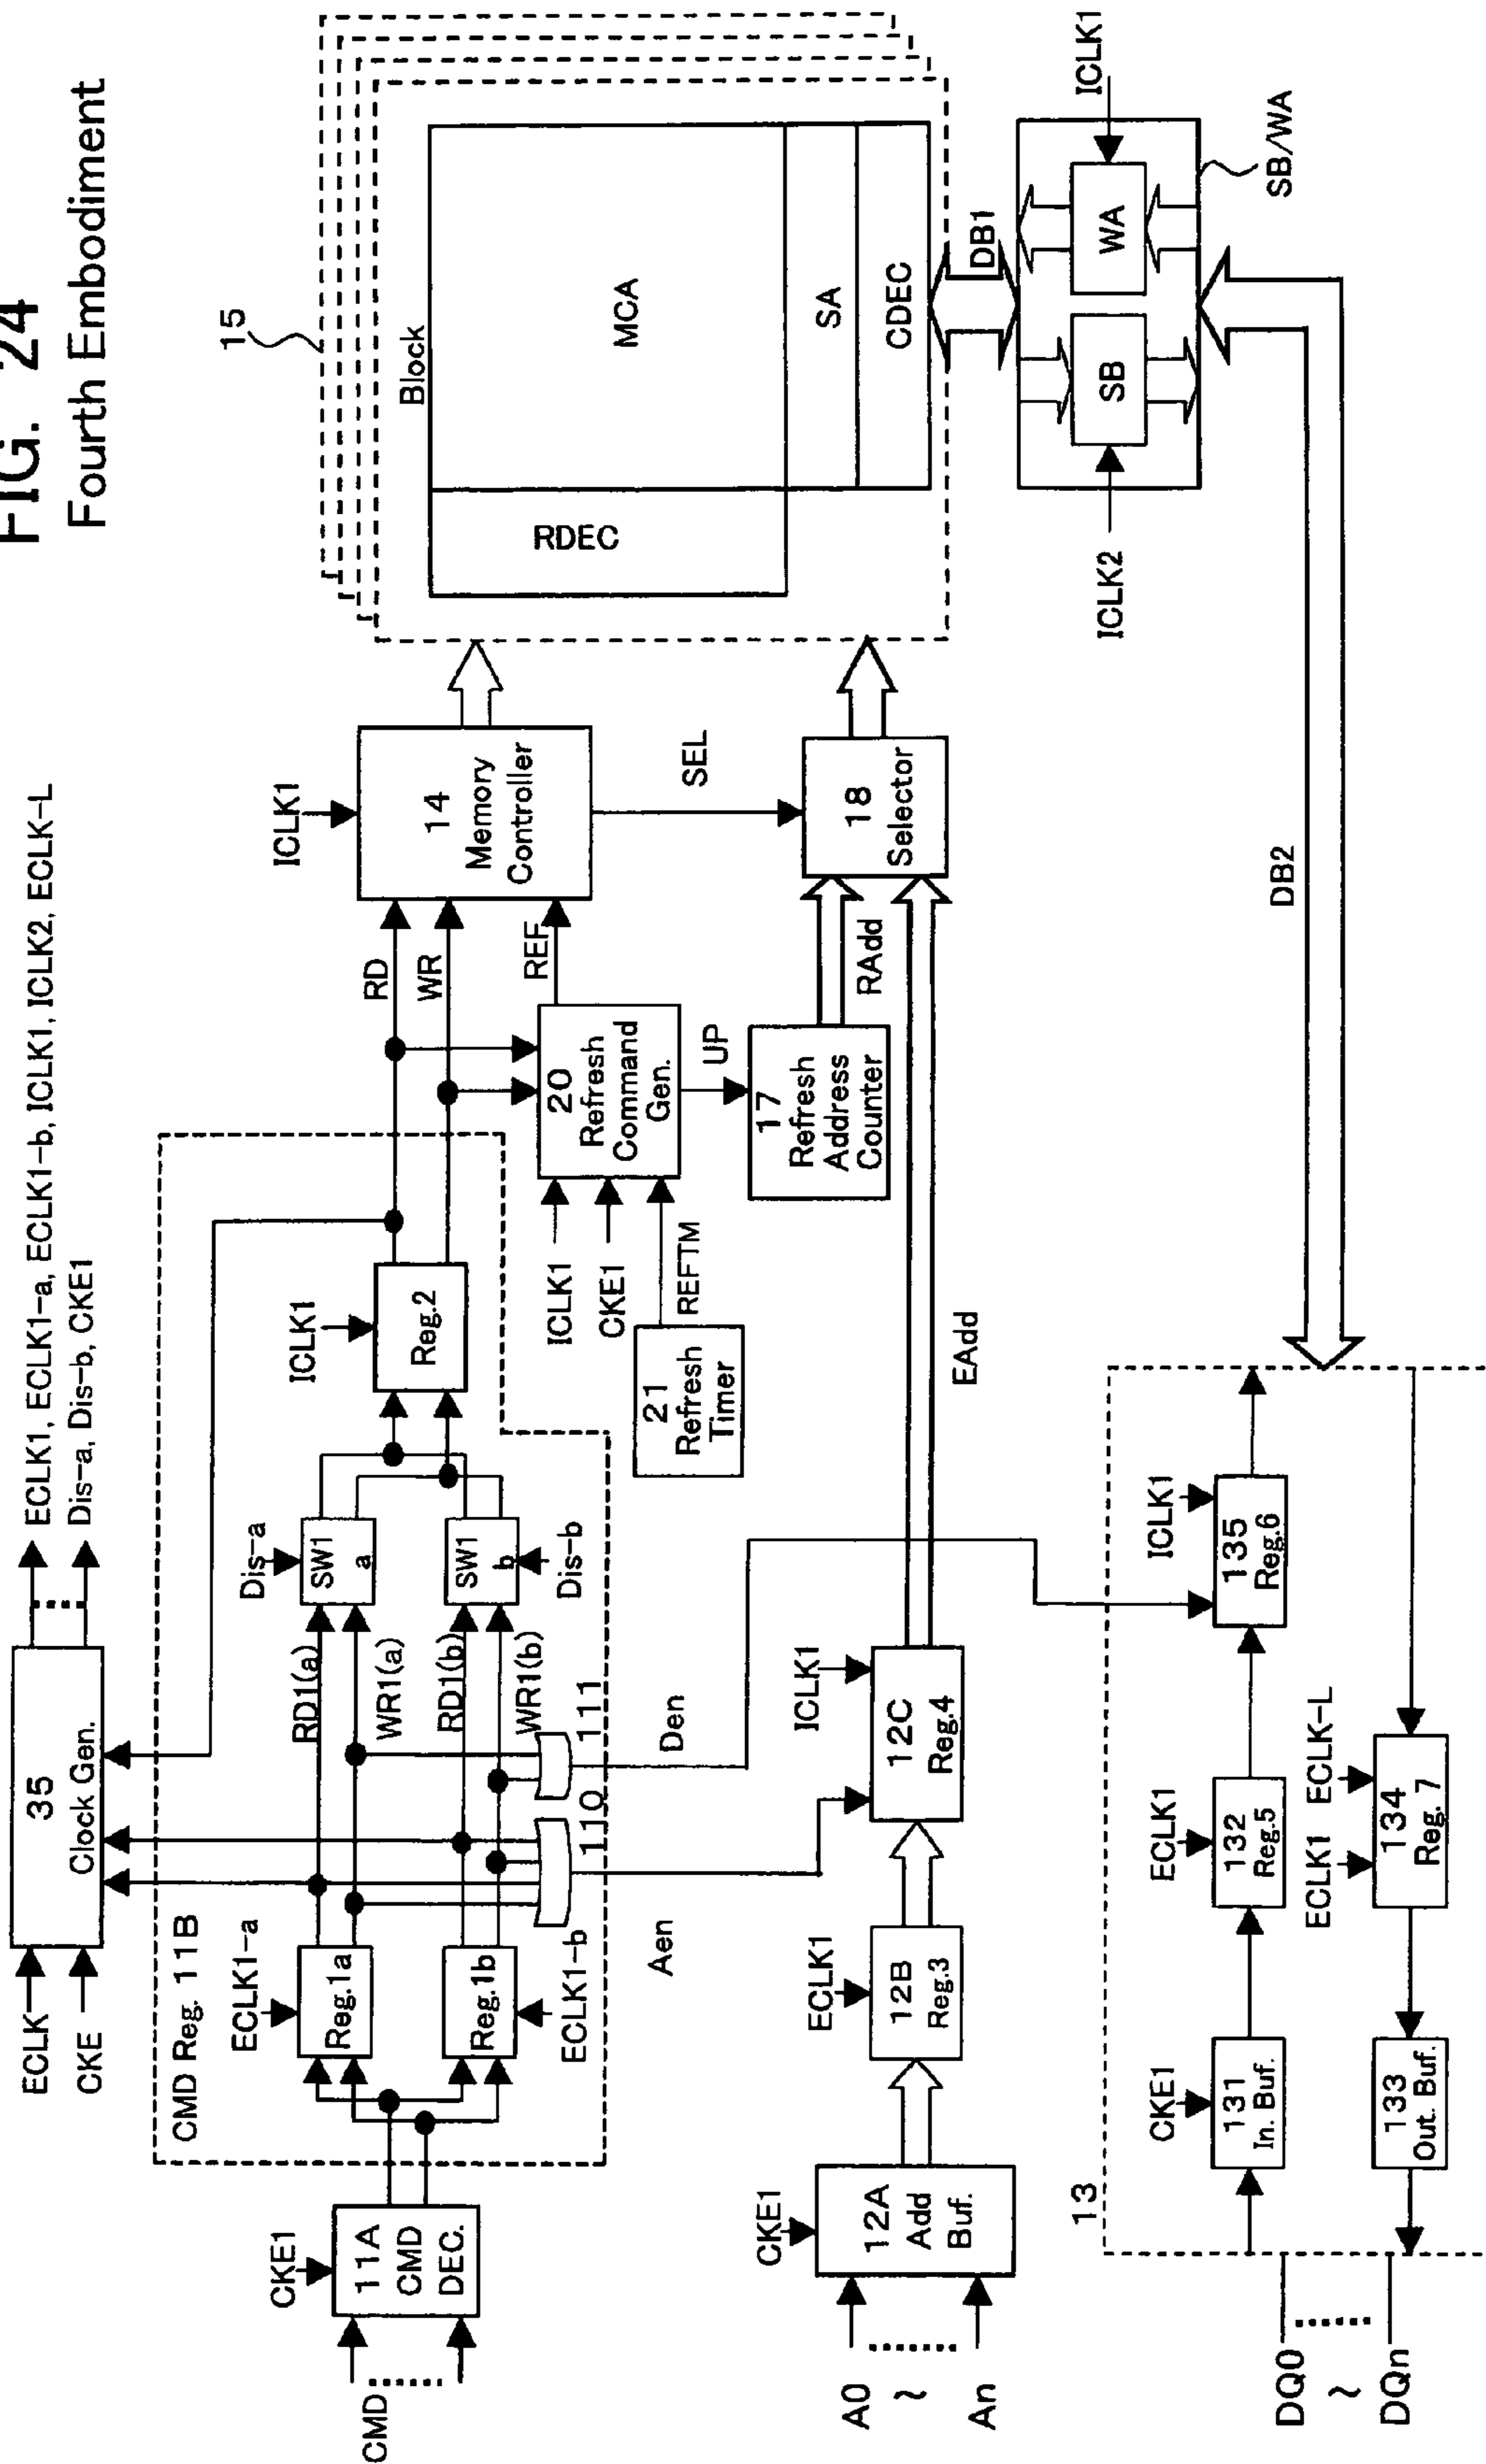 FIG. 24
Fourth Embodiment
ECLK
CKE
35
Clock Gen.
ECLK1, ECLK1-a, ECLK1-b, ICLK1, ICLK2, ECLK-L
Dis-a, Dis-b, CKE1
CMD
CKE1
11A
CMD
DEC.
CMD Reg. 11B
ECLK1-a
Reg.1a
Reg.1b
ECLK1-b
RD1(a)
WR1(a)
RD1(b)
WR1(b)
110
111
Dis-a
SW1
a
SW1
b
Dis-b
ICLK1
Reg.2
RD
WR
ICLK1
14
Memory
Controller
SEL
REF
20
Refresh
Command
Gen.
ICLK1
CKE1
REFTM
21
Refresh
Timer
UP
17
Refresh
Address
Counter
RAdd
18
Selector
15
Block
MCA
RDEC
SA
CDEC
DB1
SB
WA
ICLK1
ICLK2
SB/WA
DB2
A0
~
An
CKE1
12A
Add
Buf.
ECLK1
12B
Reg.3
Aen
Den
ICLK1
12C
Reg.4
EAdd
13
DQ0
~
DQn
CKE1
131
In. Buf.
ECLK1
132
Reg.5
ICLK1
135
Reg.6
133
Out. Buf.
ECLK1
ECLK-L
134
Reg. 7